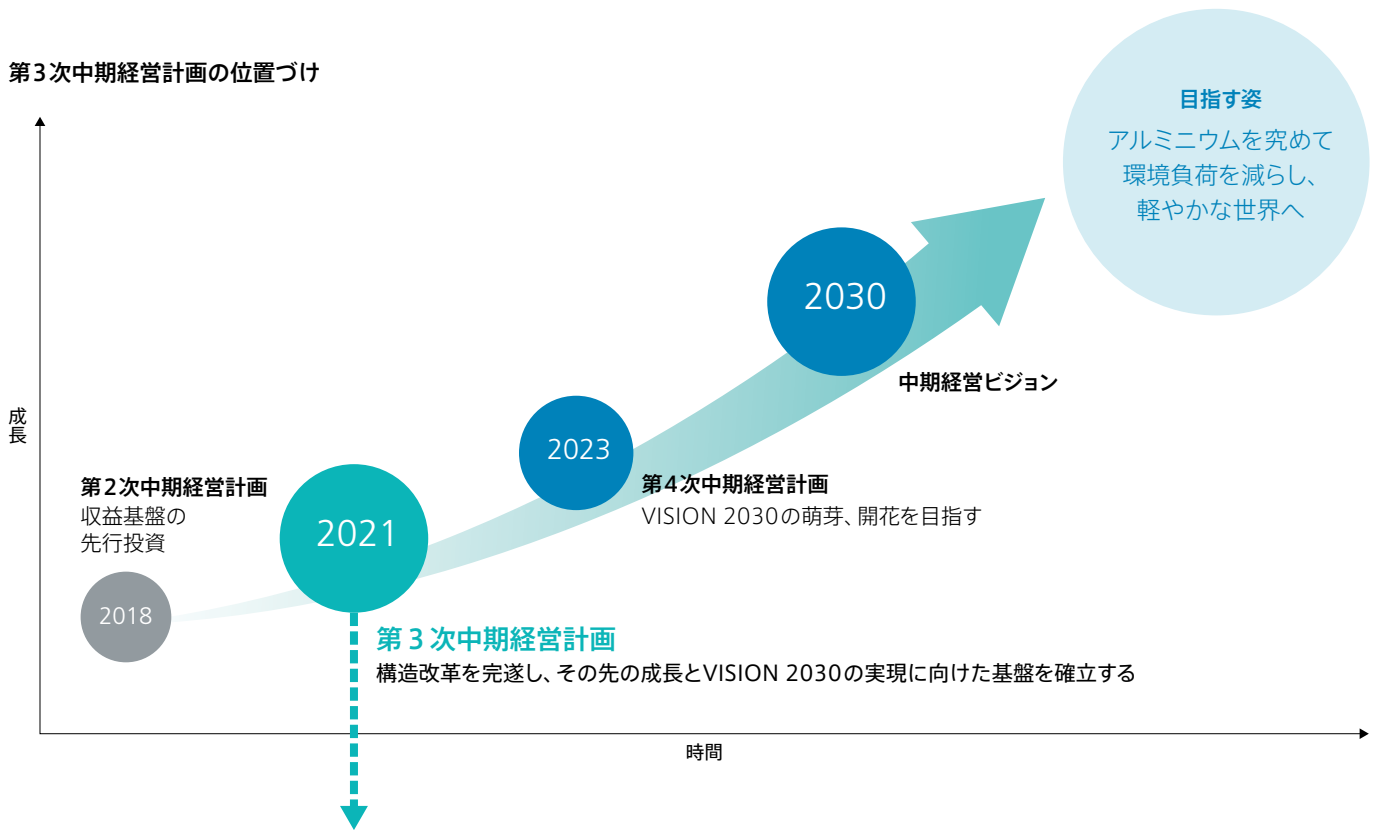 第3次中期経営計画の位置づけ
目指す姿
アルミニウムを究めて
環境負荷を減らし、
軽やかな世界へ
2030
中期経営ビジョン
成長
2023
第4次中期経営計画
VISION 2030の萌芽、開花を目指す
第2次中期経営計画
収益基盤の
先行投資
2021
2018
第3次中期経営計画
構造改革を完遂し、その先の成長とVISION 2030の実現に向けた基盤を確立する
時間